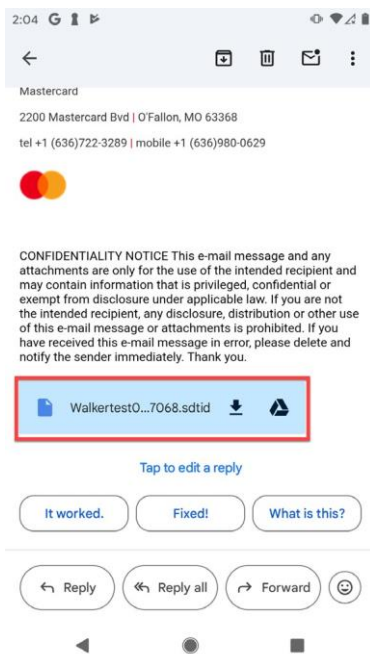 2:04 G
Mastercard
2200 Mastercard Bvd | O'Fallon, MO 63368
tel +1 (636)722-3289 | mobile +1 (636)980-0629
CONFIDENTIALITY NOTICE This e-mail message and any
attachments are only for the use of the intended recipient and
may contain information that is privileged, confidential or
exempt from disclosure under applicable law. If you are not
the intended recipient, any disclosure, distribution or other use
of this e-mail message or attachments is prohibited. If you
have received this e-mail message in error, please delete and
notify the sender immediately. Thank you.
Walkertest0...7068.sdtid
Tap to edit a reply
It worked.
Fixed!
What is this?
Reply
Reply all
Forward